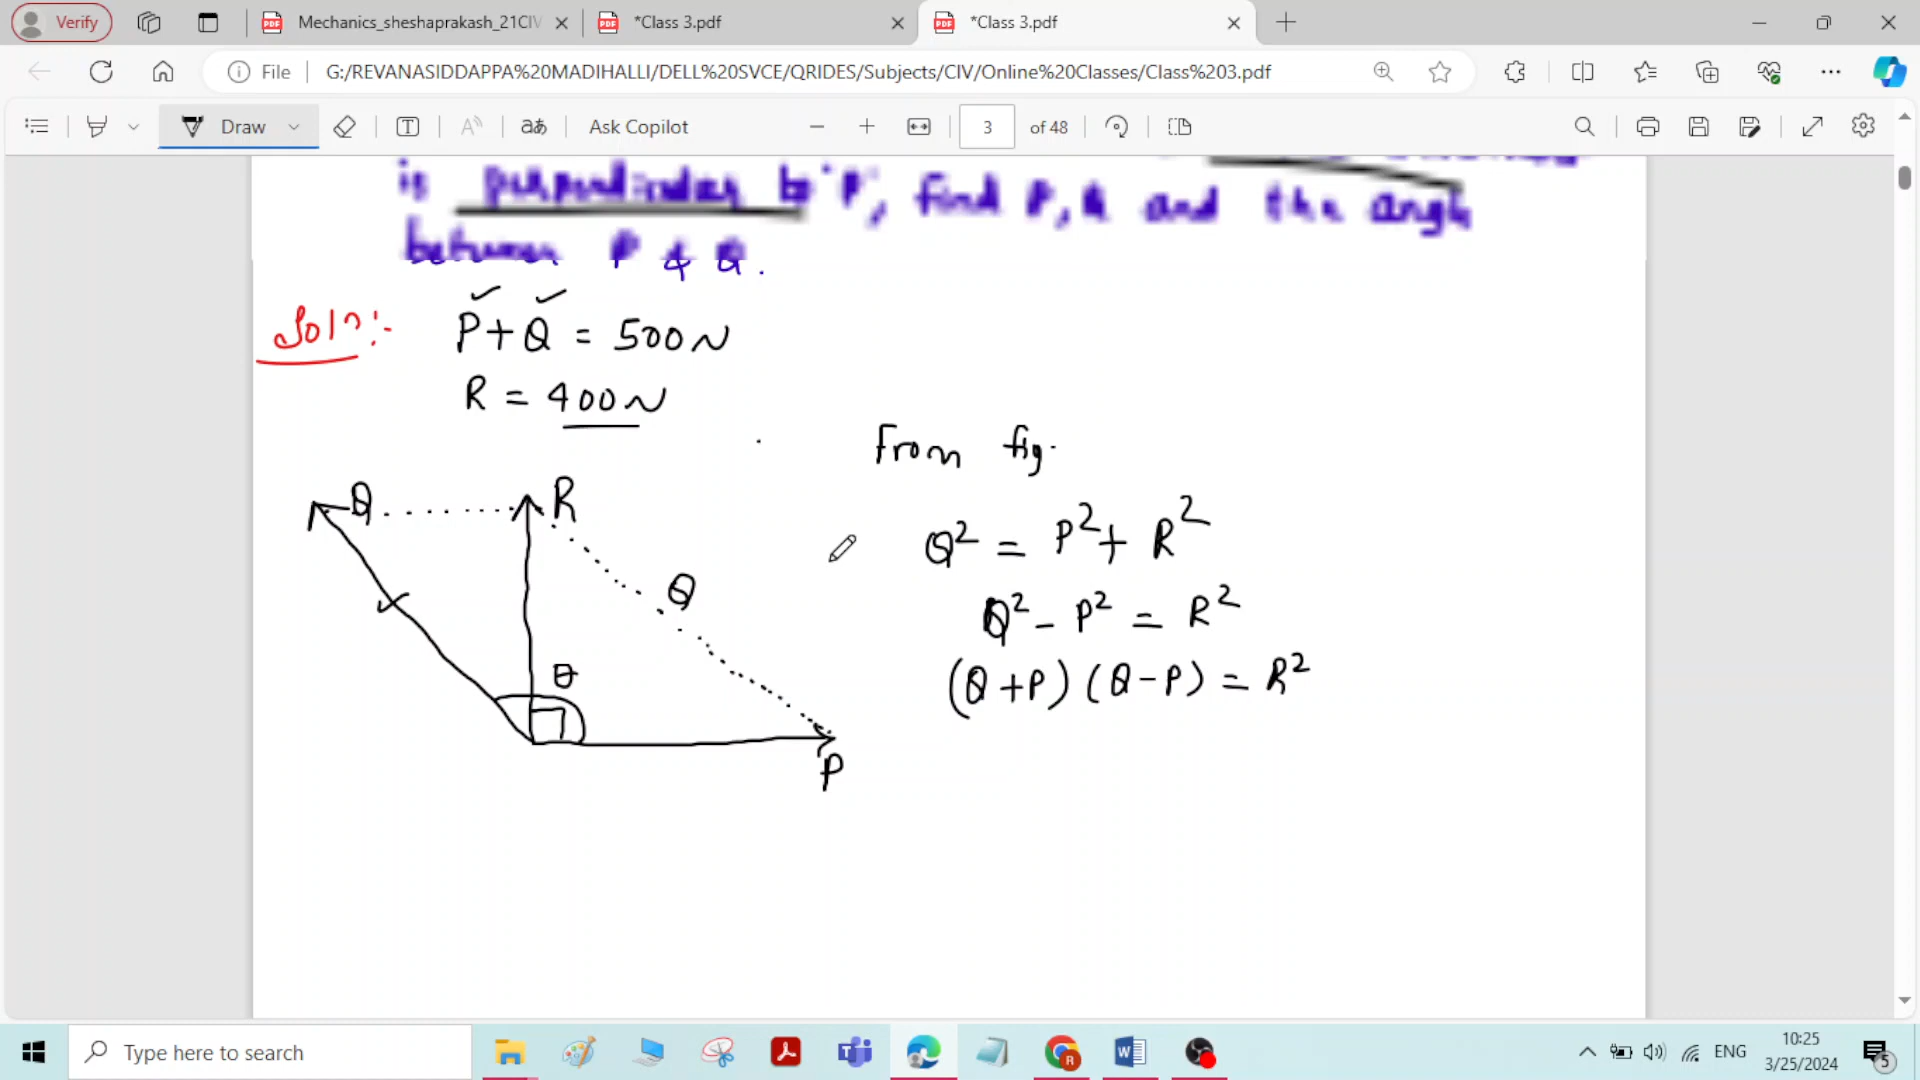 Verify
Mechanics_sheshaprakash_21CIV
*Class 3.pdf
*Class 3.pdf
File
G:/REVANASIDDAPPA%20MADIHALLI/DELL%20SVCE/QRIDES/Subjects/CIV/Online%20Classes/Class%203.pdf
Draw
Ask Copilot
3
of 48
is perpendicular to 'P', find P, Q and the angle
between P & Q.
Soln:-
P+Q = 500N
R = 400N
From fig.
Q² = P² + R²
Q² - P² = R²
(Q+P) (Q-P) = R²
Q
R
Q
θ
P
Type here to search
ENG
10:25
3/25/2024
5